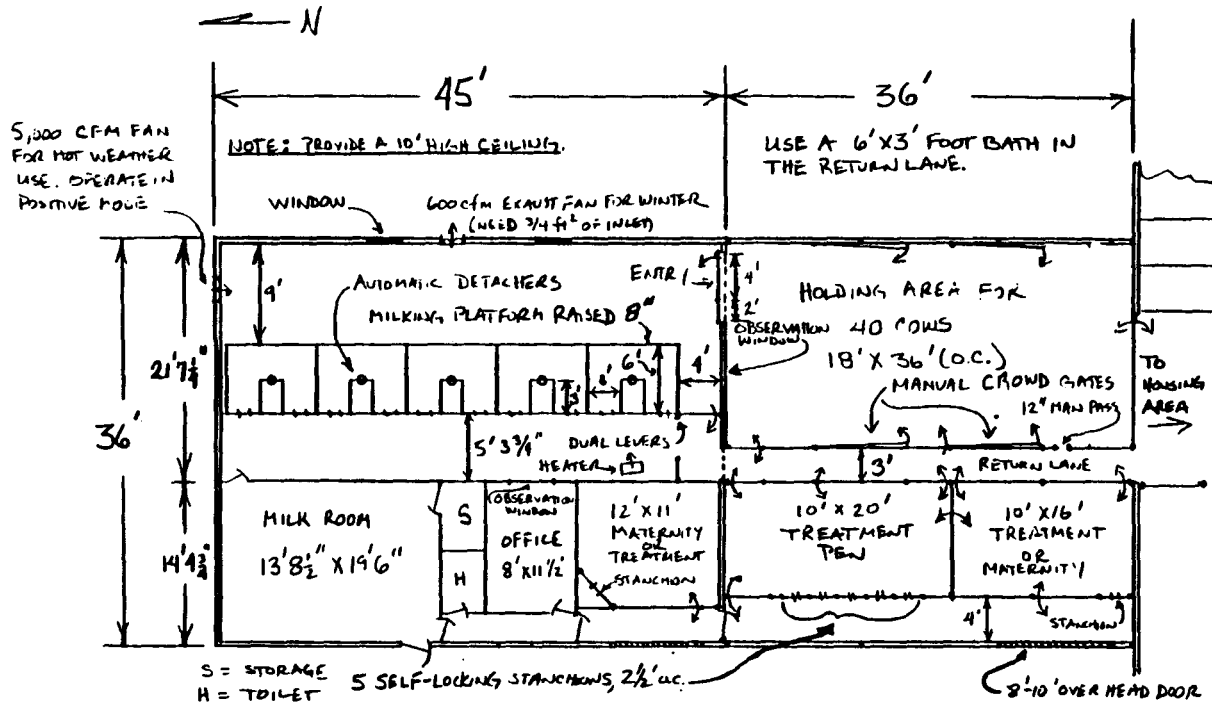 N
45'
36'
5,000 CFM FAN
FOR HOT WEATHER
USE. OPERATE IN
POSITIVE MODE
NOTE: PROVIDE A 10' HIGH CEILING.
USE A 6'X3' FOOT BATH IN
THE RETURN LANE.
WINDOW
600cfm EXAUST FAN FOR WINTER
(NEED 3/4 ft² OF INLET)
ENTRY
4'
2'
9'
AUTOMATIC DETACHERS
MILKING PLATFORM RAISED 8"
HOLDING AREA FOR
40 COWS
18' X 36' (O.C.)
OBSERVATION
WINDOW
MANUAL CROWD GATES
12" MAN PASS
TO
HOUSING
AREA
21'7¼"
36'
6'
4'
3'
5' 3¾"
DUAL LEVERS
HEATER
3'
RETURN LANE
14'4¾"
MILK ROOM
13'8½" X 19'6"
S
H
OBSERVATION
WINDOW
OFFICE
8' X 11½'
12' X 11'
MATERNITY
OR
TREATMENT
STANCHION
10' X 20'
TREATMENT
PEN
10' X 16'
TREATMENT
OR
MATERNITY
STANCHION
4'
S = STORAGE
H = TOILET
5 SELF-LOCKING STANCHIONS, 2½' o.c.
8'-10' OVER HEAD DOOR